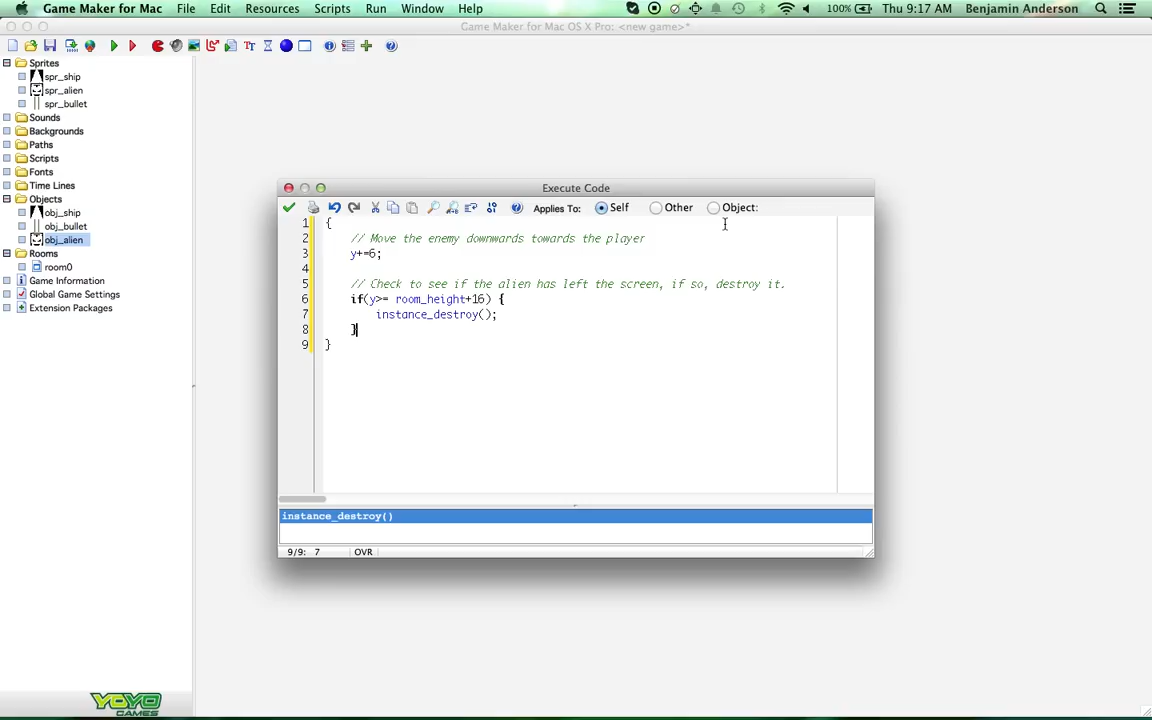 Game Maker for Mac File Edit Resources Scripts Run Window Help 100% Thu 9:17 AM Benjamin Anderson
Game Maker for Mac OS X Pro: <new game>*
Sprites
spr_ship
spr_alien
spr_bullet
Sounds
Backgrounds
Paths
Scripts
Fonts
Time Lines
Objects
obj_ship
obj_bullet
obj_alien
Rooms
room0
Game Information
Global Game Settings
Extension Packages
YOYO
GAMES
Execute Code
Applies To: Self Other Object:
1 {
2 // Move the enemy downwards towards the player
3 y+=6;
4
5 // Check to see if the alien has left the screen, if so, destroy it.
6 if(y>= room_height+16) {
7 instance_destroy();
8 }
9 }
instance_destroy()
9/9: 7 OVR